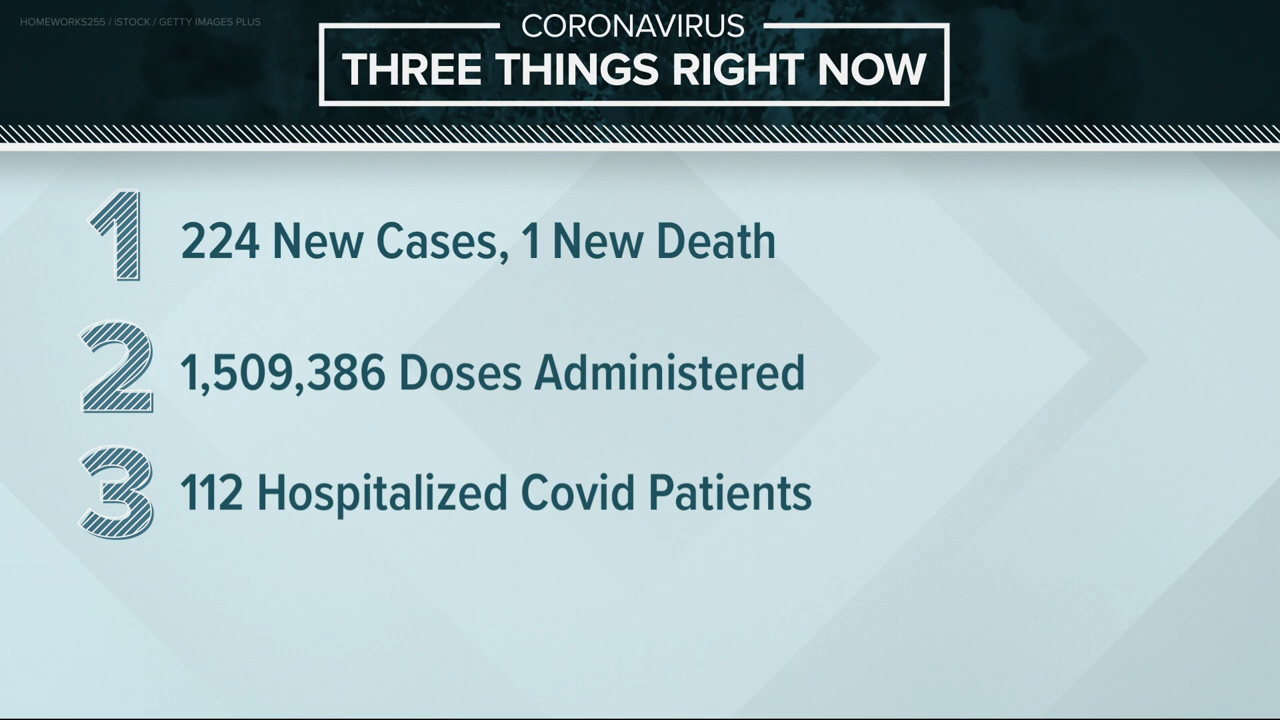 HOMEWORKS255 / iSTOCK / GETTY IMAGES PLUS
CORONAVIRUS
THREE THINGS RIGHT NOW
1 224 New Cases, 1 New Death
2 1,509,386 Doses Administered
3 112 Hospitalized Covid Patients